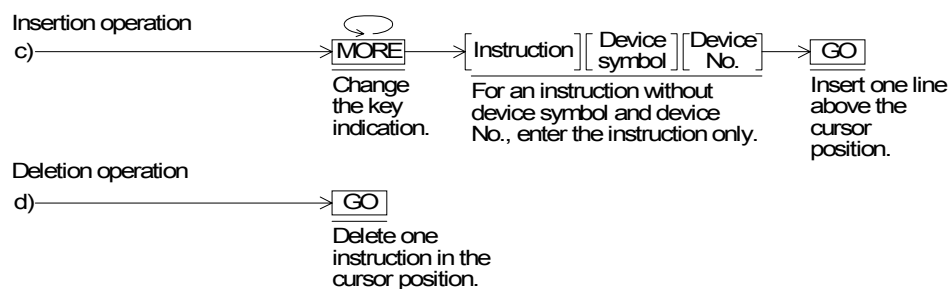 Insertion operation
c) MORE [Instruction] [Device symbol] [Device No.] GO
Change the key indication.
For an instruction without device symbol and device No., enter the instruction only.
Insert one line above the cursor position.
Deletion operation
d) GO
Delete one instruction in the cursor position.